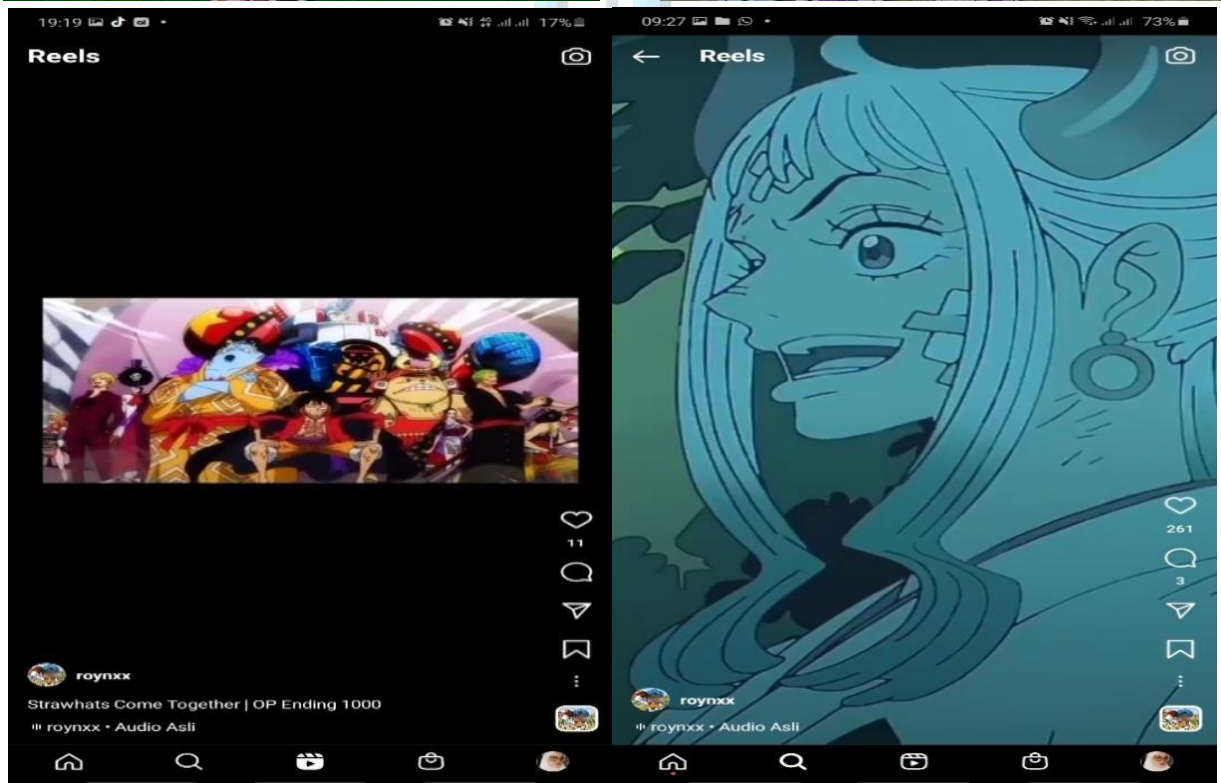 19:19
17%
Reels
11
roynxx
Strawhats Come Together | OP Ending 1000
roynxx • Audio Asli
09:27
73%
Reels
261
3
roynxx
roynxx • Audio Asli